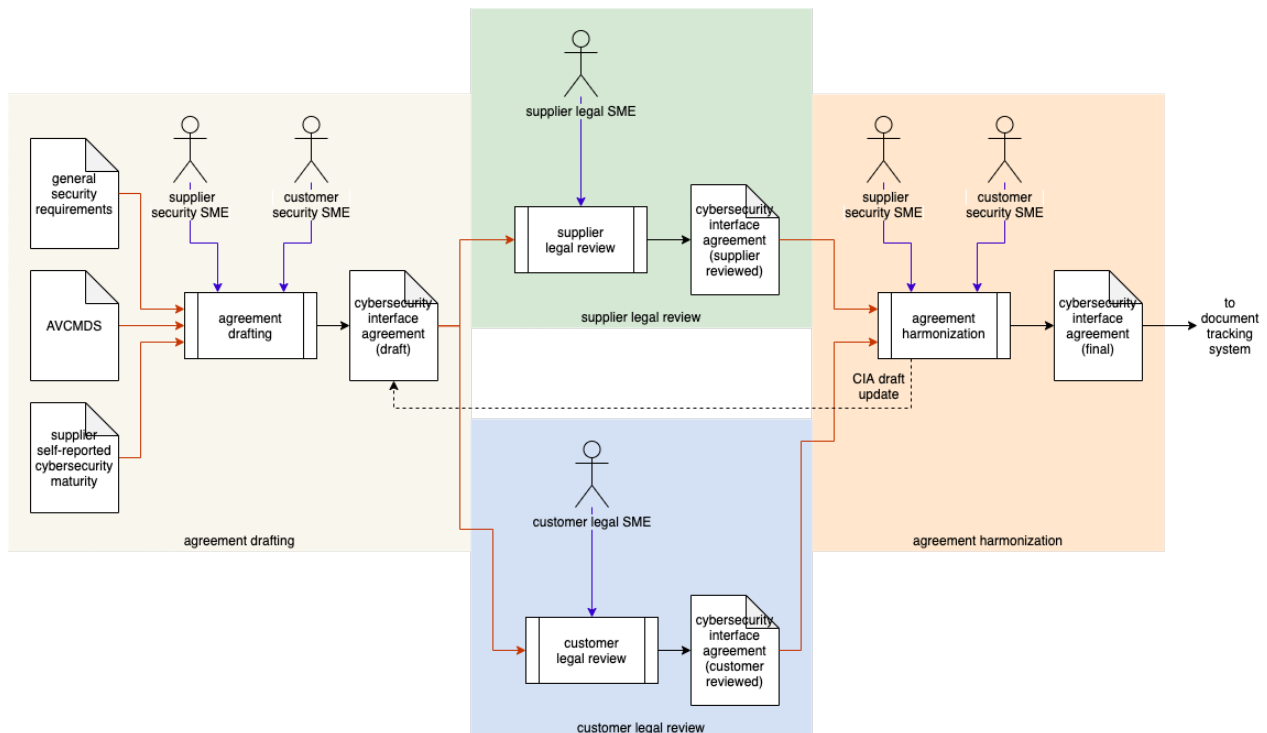 general
security
requirements
AVCMDS
supplier
self-reported
cybersecurity
maturity
supplier
security SME
customer
security SME
agreement
drafting
cybersecurity
interface
agreement
(draft)
agreement drafting
supplier legal SME
supplier
legal review
cybersecurity
interface
agreement
(supplier
reviewed)
supplier legal review
customer legal SME
customer
legal review
cybersecurity
interface
agreement
(customer
reviewed)
customer legal review
supplier
security SME
customer
security SME
agreement
harmonization
CIA draft
update
cybersecurity
interface
agreement
(final)
agreement harmonization
to
document
tracking
system